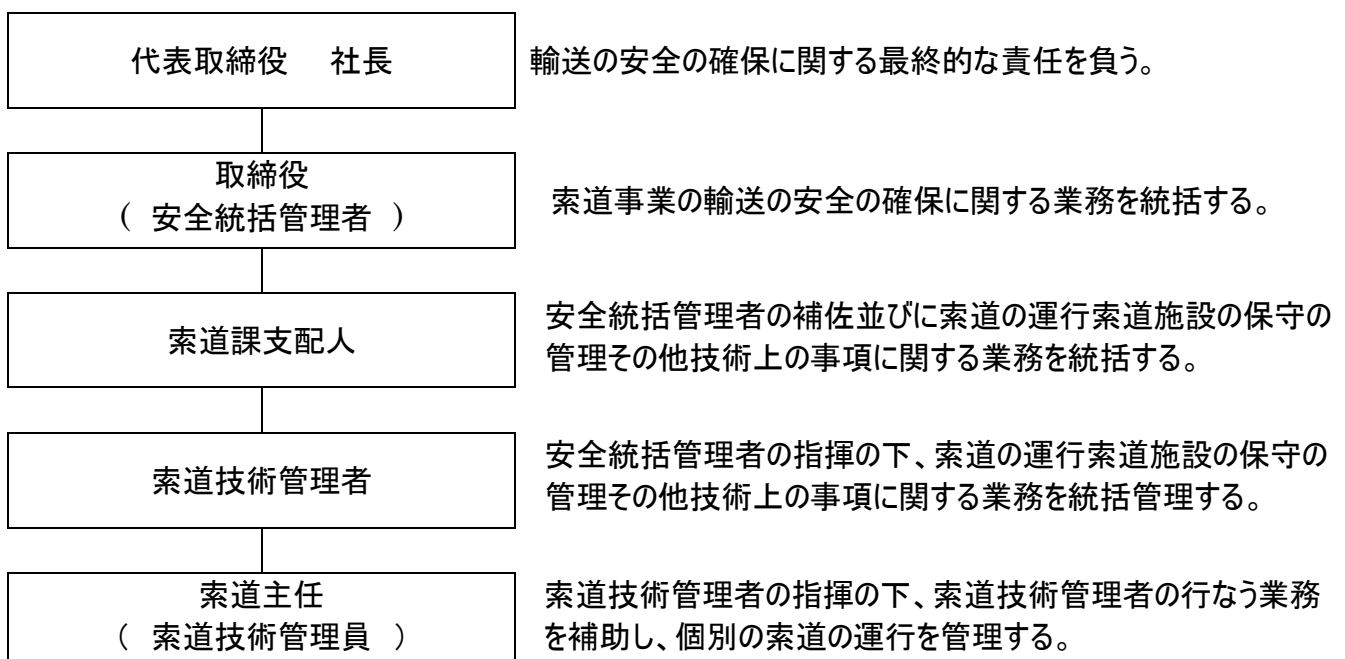 代表取締役　社長
輸送の安全の確保に関する最終的な責任を負う。
取締役
（ 安全統括管理者 ）
索道事業の輸送の安全の確保に関する業務を統括する。
索道課支配人
安全統括管理者の補佐並びに索道の運行索道施設の保守の
管理その他技術上の事項に関する業務を統括する。
索道技術管理者
安全統括管理者の指揮の下、索道の運行索道施設の保守の
管理その他技術上の事項に関する業務を統括管理する。
索道主任
（ 索道技術管理員 ）
索道技術管理者の指揮の下、索道技術管理者の行なう業務
を補助し、個別の索道の運行を管理する。